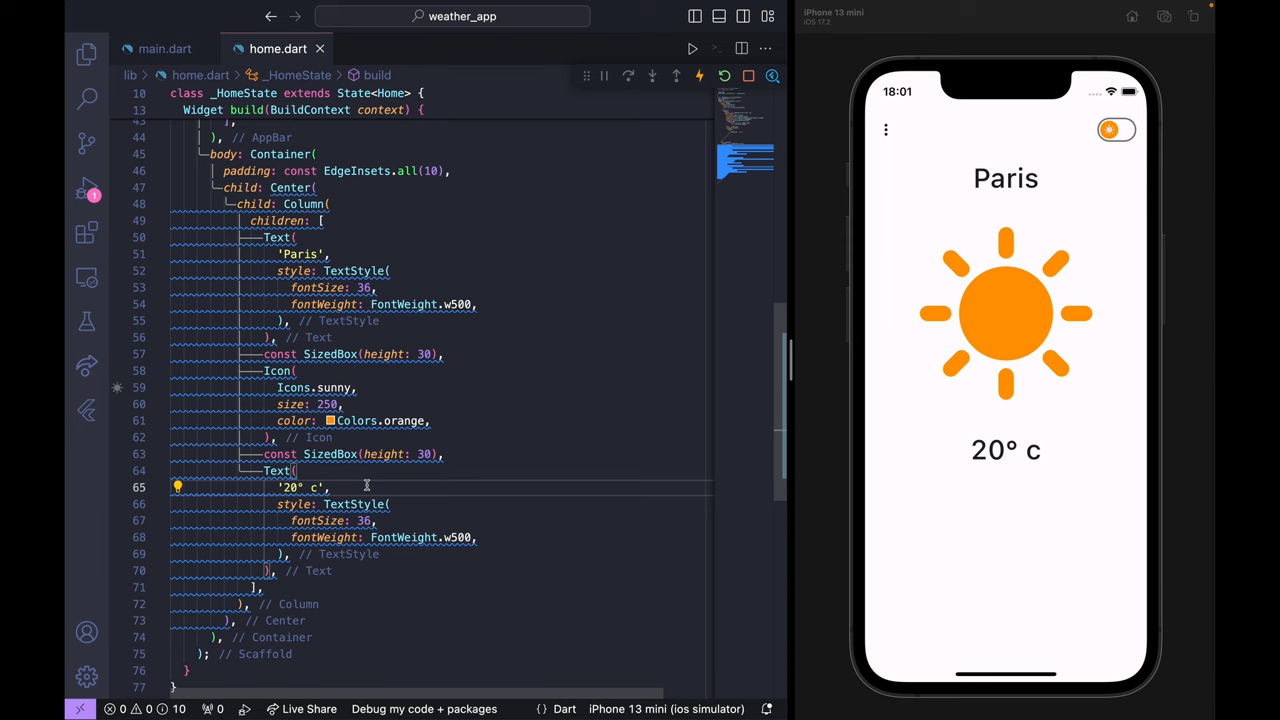 weather_app
main.dart
home.dart
lib > home.dart > _HomeState > build
10 class _HomeState extends State<Home> {
13 Widget build(BuildContext context) {
43 ],
44 ), // AppBar
45 body: Container(
46 padding: const EdgeInsets.all(10),
47 child: Center(
48 child: Column(
49 children: [
50 Text(
51 'Paris',
52 style: TextStyle(
53 fontSize: 36,
54 fontWeight: FontWeight.w500,
55 ), // TextStyle
56 ), // Text
57 const SizedBox(height: 30),
58 Icon(
59 Icons.sunny,
60 size: 250,
61 color: Colors.orange,
62 ), // Icon
63 const SizedBox(height: 30),
64 Text(
65 '20° c',
66 style: TextStyle(
67 fontSize: 36,
68 fontWeight: FontWeight.w500,
69 ), // TextStyle
70 ), // Text
71 ],
72 ), // Column
73 ), // Center
74 ), // Container
75 ); // Scaffold
76 }
77 }
1
0 0 10 0 Live Share Debug my code + packages {} Dart iPhone 13 mini (ios simulator)
iPhone 13 mini
iOS 17.2
18:01
Paris
20° c